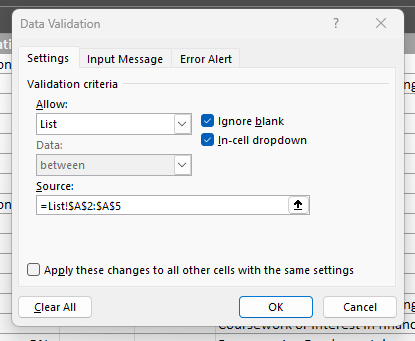 Data Validation
Settings
Input Message
Error Alert
Validation criteria
Allow:
List
Ignore blank
Data:
In-cell dropdown
between
Source:
=List!$A$2:$A$5
Apply these changes to all other cells with the same settings
Clear All
OK
Cancel